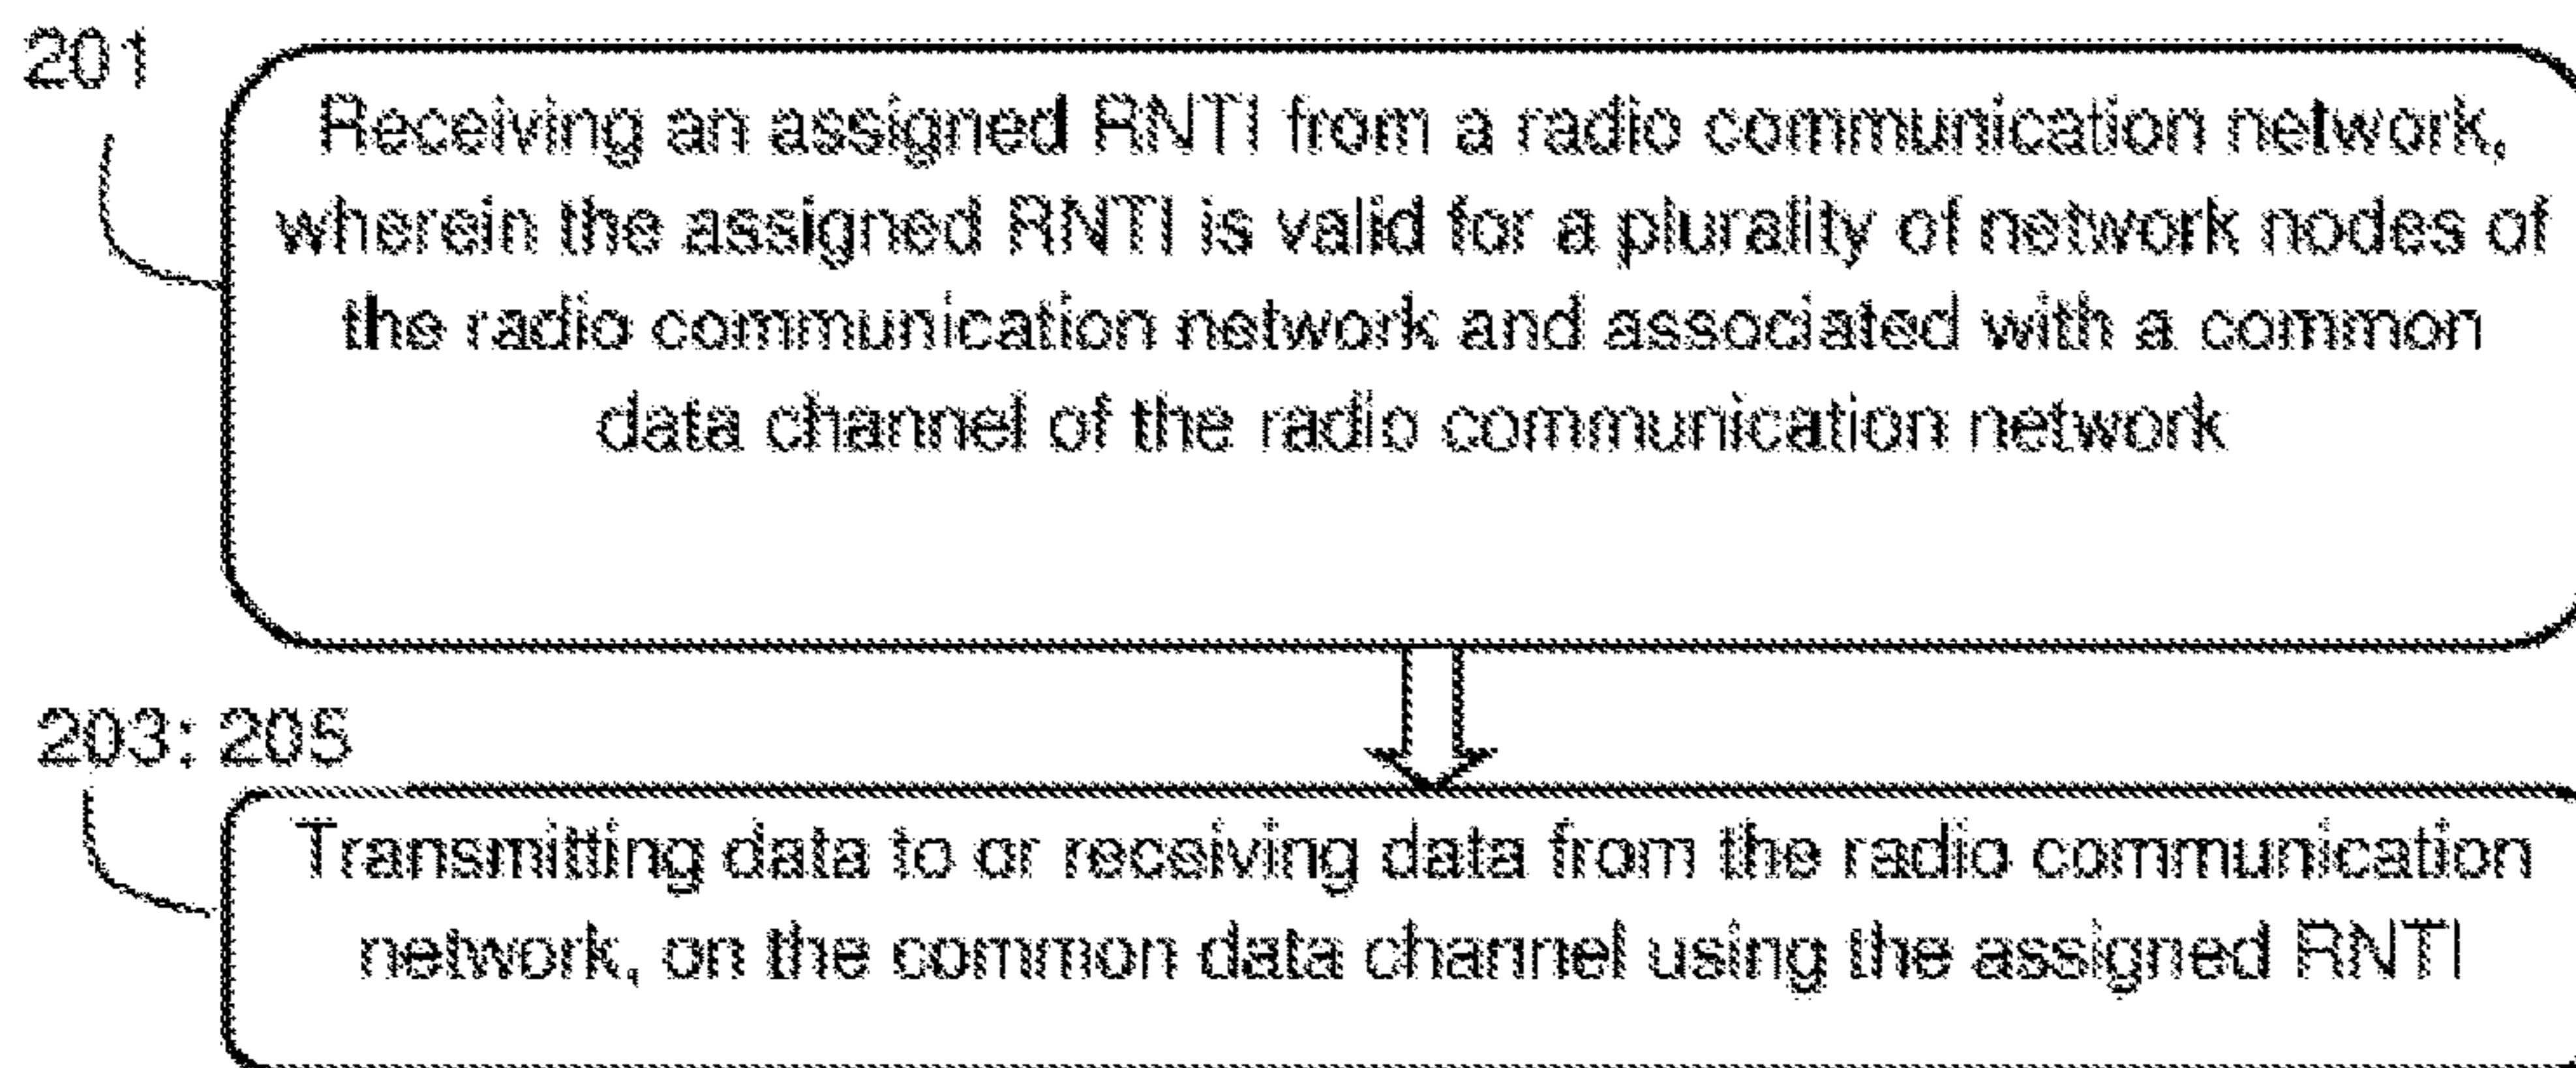 201
Receiving an assigned RNTI from a radio communication network,
wherein the assigned RNTI is valid for a plurality of network nodes of
the radio communication network and associated with a common
data channel of the radio communication network
203: 205
Transmitting data to or receiving data from the radio communication
network, on the common data channel using the assigned RNTI